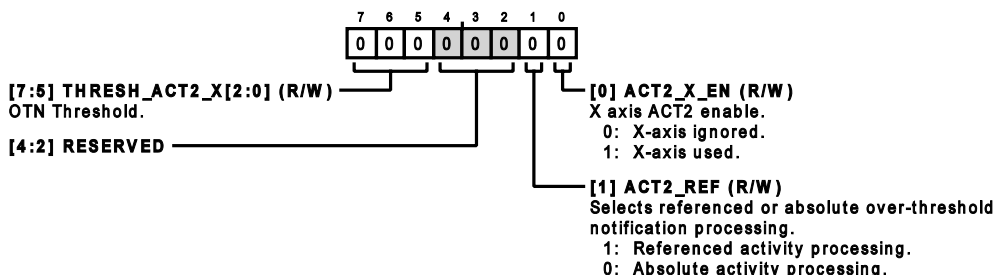 7 6 5 4 3 2 1 0
0 0 0 0 0 0 0 0
[7:5] THRESH_ACT2_X[2:0] (R/W)
OTN Threshold.
[4:2] RESERVED
[0] ACT2_X_EN (R/W)
X axis ACT2 enable.
0: X-axis ignored.
1: X-axis used.
[1] ACT2_REF (R/W)
Selects referenced or absolute over-threshold
notification processing.
1: Referenced activity processing.
0: Absolute activity processing.